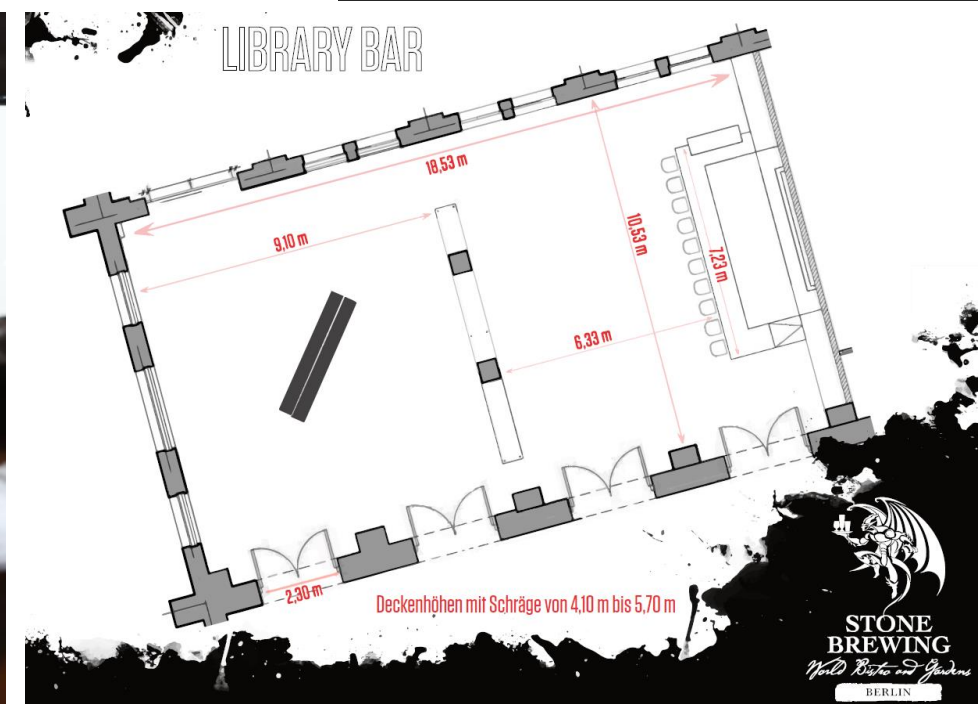 LIBRARY BAR
18,53 m
9,10 m
10,53 m
7,23 m
6,33 m
2,30 m
Deckenhöhen mit Schräge von 4,10 m bis 5,70 m
STONE
BREWING
World Bistro and Gardens
BERLIN